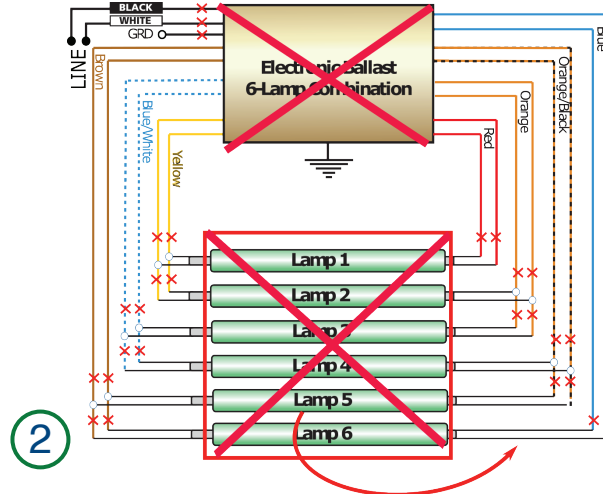 BLACK
WHITE
GRD
LINE
Electronic Ballast
6-Lamp Combination
Blue
Brown
Blue/White
Yellow
Red
Orange
Orange/Black
Lamp 1
Lamp 2
Lamp 3
Lamp 4
Lamp 5
Lamp 6
2